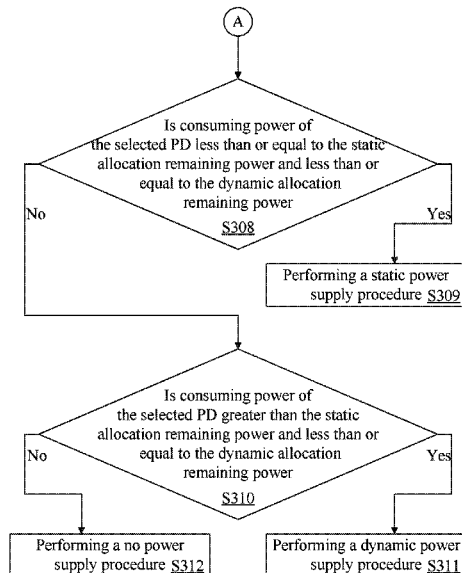 A
Is consuming power of
the selected PD less than or equal to the static
allocation remaining power and less than or
equal to the dynamic allocation
remaining power
S308
No
Yes
Performing a static power
supply procedure S309
Is consuming power of
the selected PD greater than the static
allocation remaining power and less than or
equal to the dynamic allocation
remaining power
S310
No
Yes
Performing a no power
supply procedure S312
Performing a dynamic power
supply procedure S311